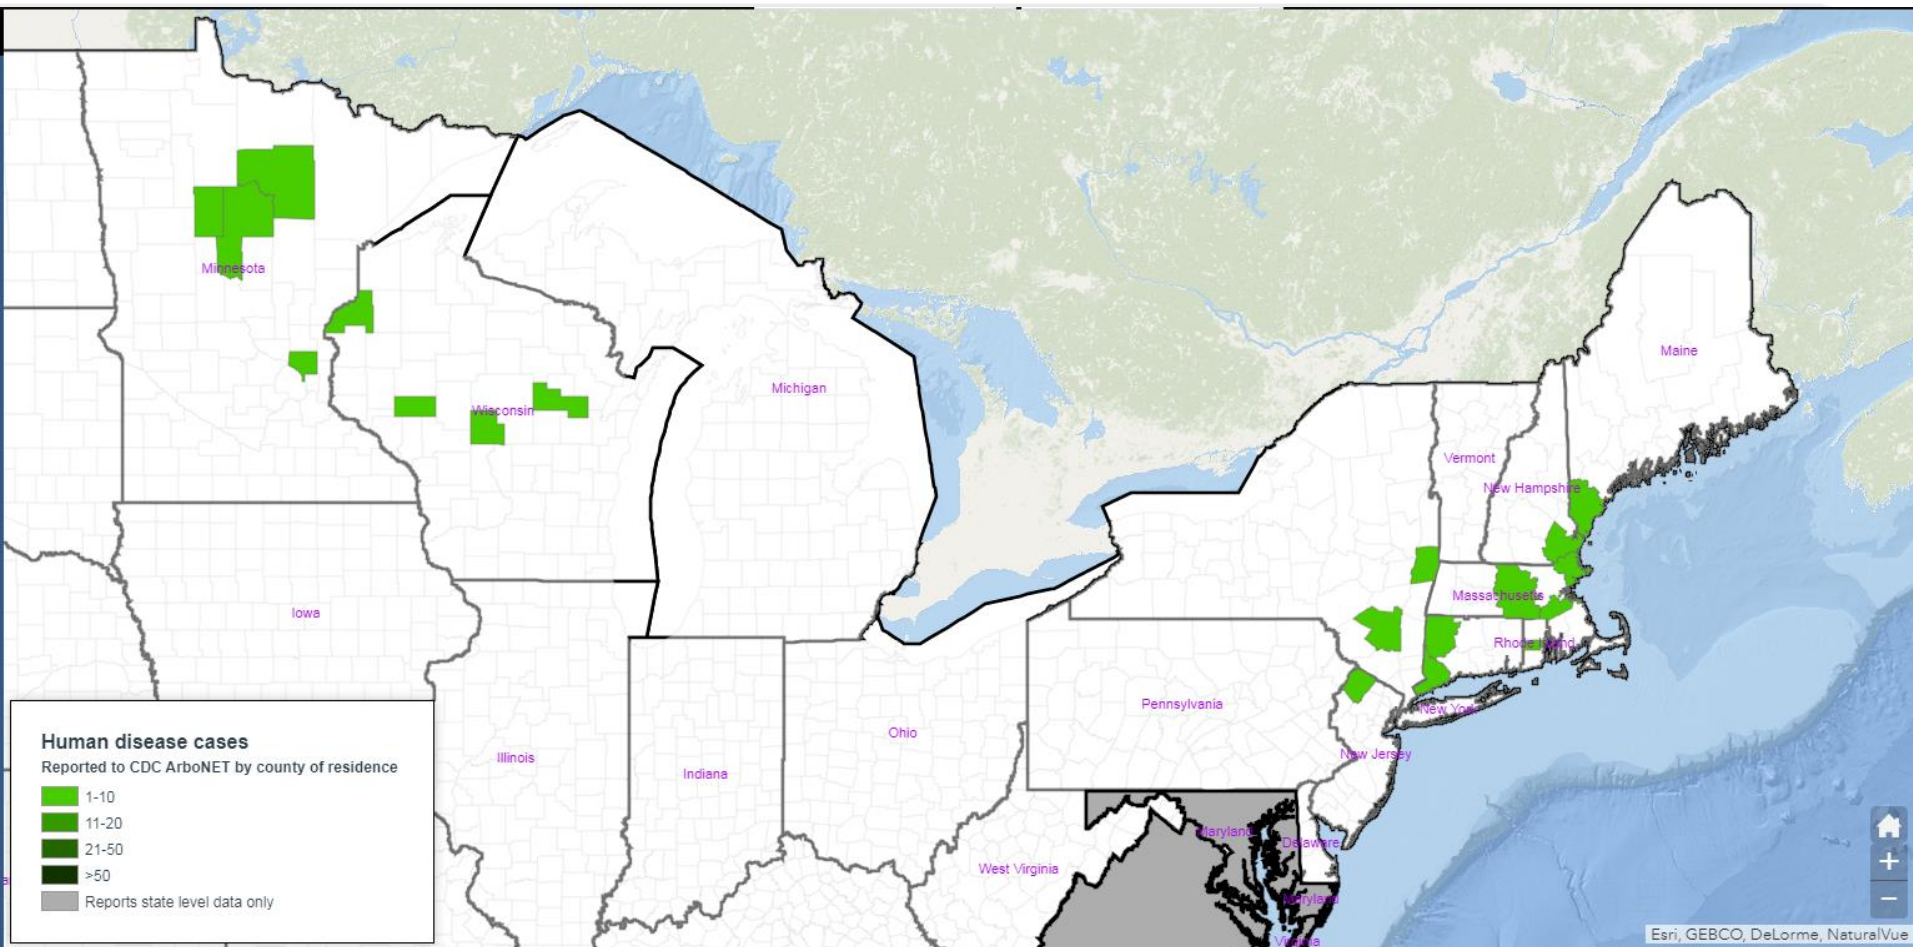 Minnesota
Maine
Michigan
Wisconsin
Vermont
New Hampshire
Massachusetts
Iowa
Rhode Island
Pennsylvania
New York
Ohio
New Jersey
Illinois
Indiana
Maryland
Delaware
West Virginia
Maryland
Virginia
Human disease cases
Reported to CDC ArboNET by county of residence
1-10
11-20
21-50
>50
Reports state level data only
+
−
Esri, GEBCO, DeLorme, NaturalVue